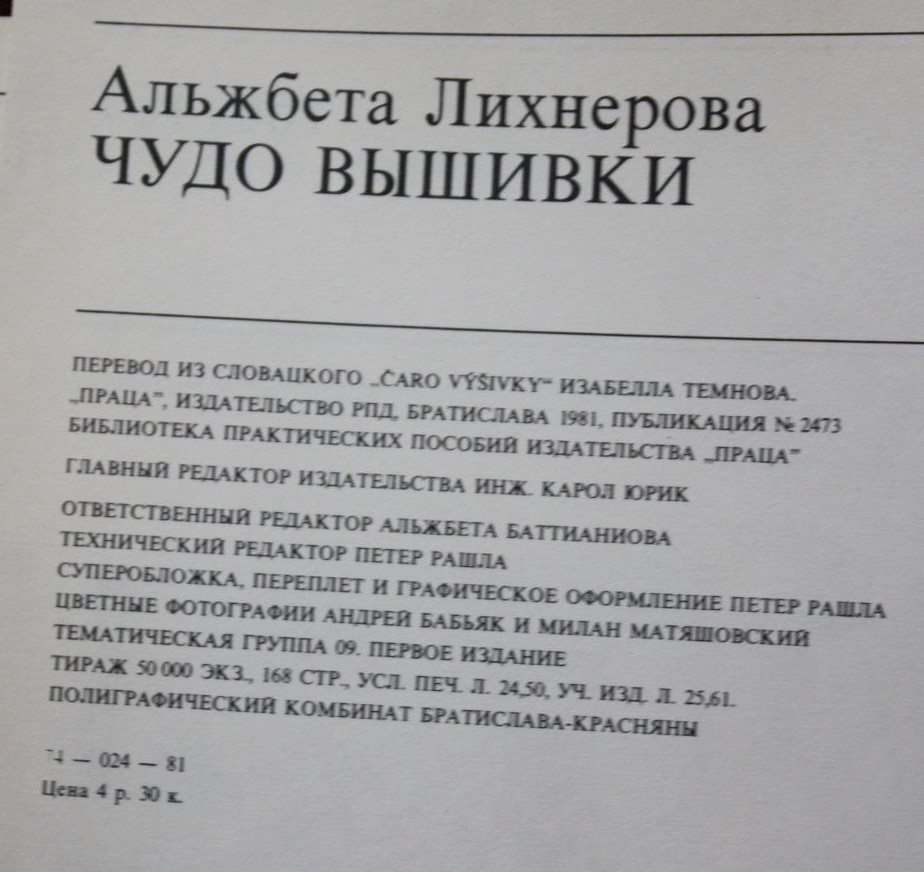 Альжбета Лихнерова
ЧУДО ВЫШИВКИ
ПЕРЕВОД ИЗ СЛОВАЦКОГО „ČARO VÝŠIVKY“ ИЗАБЕЛЛА ТЕМНОВА.
„ПРАЦА”, ИЗДАТЕЛЬСТВО РПД, БРАТИСЛАВА 1981, ПУБЛИКАЦИЯ № 2473
БИБЛИОТЕКА ПРАКТИЧЕСКИХ ПОСОБИЙ ИЗДАТЕЛЬСТВА „ПРАЦА”
ГЛАВНЫЙ РЕДАКТОР ИЗДАТЕЛЬСТВА ИНЖ. КАРОЛ ЮРИК
ОТВЕТСТВЕННЫЙ РЕДАКТОР АЛЬЖБЕТА БАТТИАНИОВА
ТЕХНИЧЕСКИЙ РЕДАКТОР ПЕТЕР РАШЛА
СУПЕРОБЛОЖКА, ПЕРЕПЛЕТ И ГРАФИЧЕСКОЕ ОФОРМЛЕНИЕ ПЕТЕР РАШЛА
ЦВЕТНЫЕ ФОТОГРАФИИ АНДРЕЙ БАБЬЯК И МИЛАН МАТЯШОВСКИЙ
ТЕМАТИЧЕСКАЯ ГРУППА 09. ПЕРВОЕ ИЗДАНИЕ
ТИРАЖ 50 000 ЭКЗ., 168 СТР., УСЛ. ПЕЧ. Л. 24,50, УЧ. ИЗД. Л. 25,61.
ПОЛИГРАФИЧЕСКИЙ КОМБИНАТ БРАТИСЛАВА-КРАСНЯНЫ
— 024 — 81
Цена 4 р. 30 к.